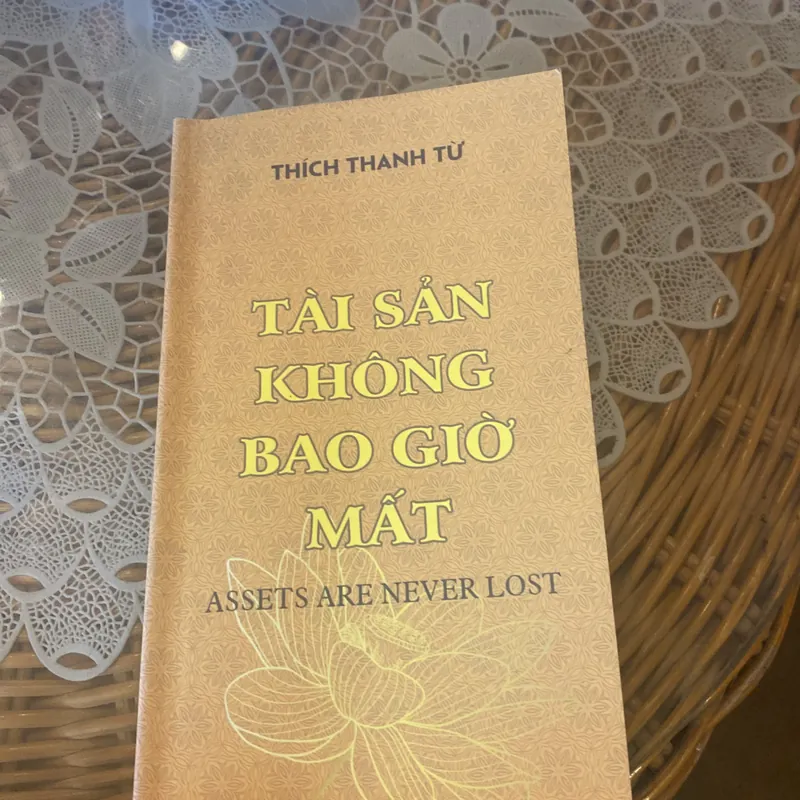 THÍCH THANH TỪ
TÀI SẢN
KHÔNG
BAO GIỜ
MẤT
ASSETS ARE NEVER LOST